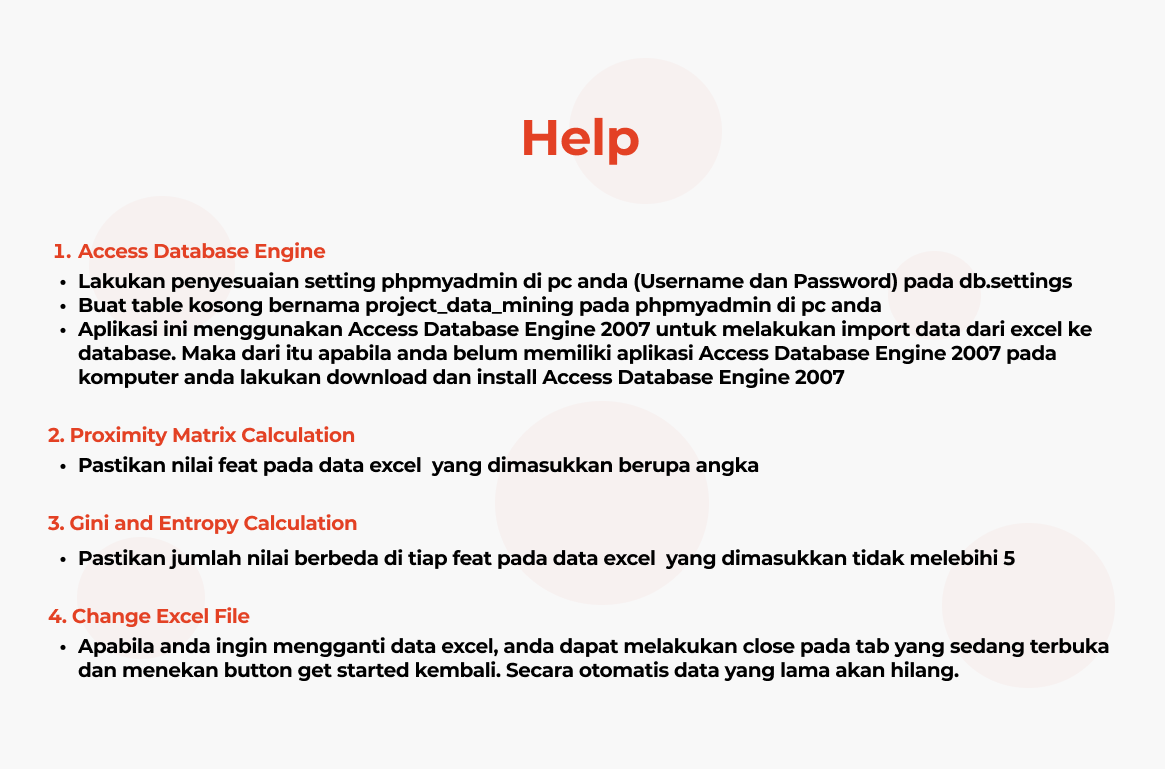 Help
1. Access Database Engine
• Lakukan penyesuaian setting phpmyadmin di pc anda (Username dan Password) pada db.settings
• Buat table kosong bernama project_data_mining pada phpmyadmin di pc anda
• Aplikasi ini menggunakan Access Database Engine 2007 untuk melakukan import data dari excel ke
database. Maka dari itu apabila anda belum memiliki aplikasi Access Database Engine 2007 pada
komputer anda lakukan download dan install Access Database Engine 2007
2. Proximity Matrix Calculation
• Pastikan nilai feat pada data excel  yang dimasukkan berupa angka
3. Gini and Entropy Calculation
• Pastikan jumlah nilai berbeda di tiap feat pada data excel  yang dimasukkan tidak melebihi 5
4. Change Excel File
• Apabila anda ingin mengganti data excel, anda dapat melakukan close pada tab yang sedang terbuka
dan menekan button get started kembali. Secara otomatis data yang lama akan hilang.